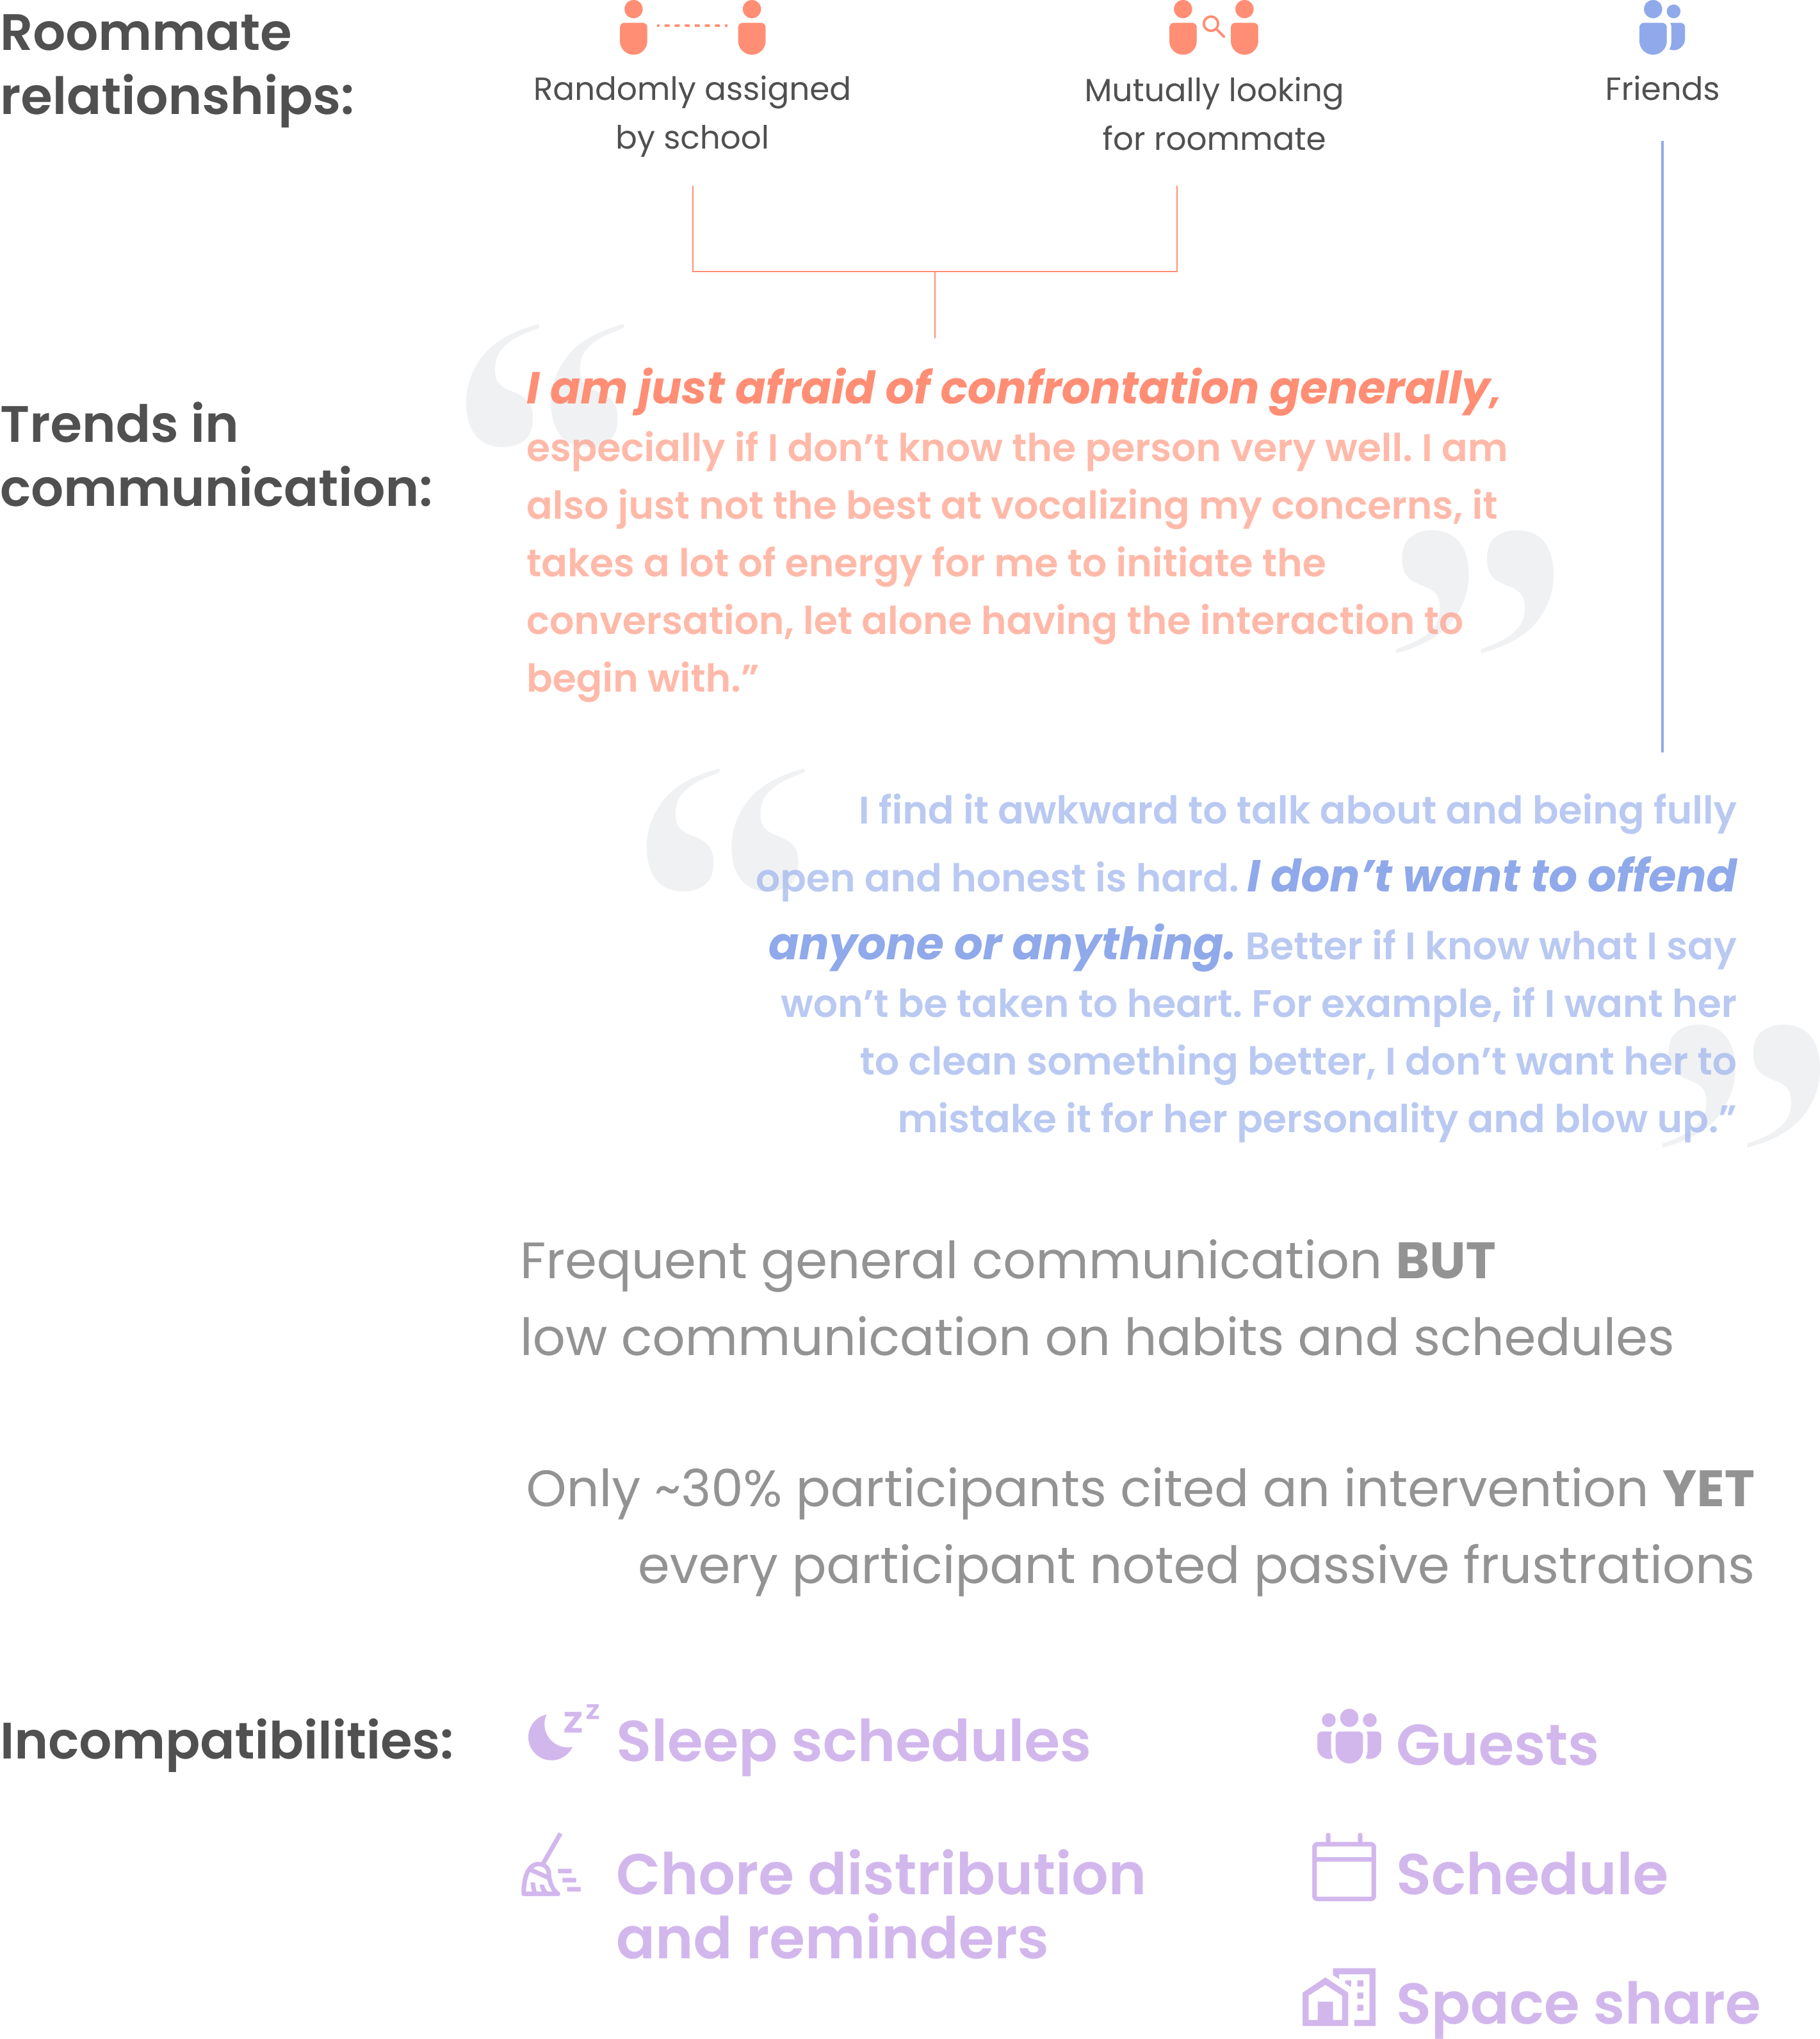 Roommate
relationships:
Randomly assigned
by school
Mutually looking
for roommate
Friends
Trends in
communication:
“
I am just afraid of confrontation generally,
especially if I don’t know the person very well. I am
also just not the best at vocalizing my concerns, it
takes a lot of energy for me to initiate the
conversation, let alone having the interaction to
begin with.”
”
“
I find it awkward to talk about and being fully
open and honest is hard. I don’t want to offend
anyone or anything. Better if I know what I say
won’t be taken to heart. For example, if I want her
to clean something better, I don’t want her to
mistake it for her personality and blow up.”
”
Frequent general communication BUT
low communication on habits and schedules
Only ~30% participants cited an intervention YET
every participant noted passive frustrations
Incompatibilities:
z z
Sleep schedules
Guests
Chore distribution
and reminders
Schedule
Space share